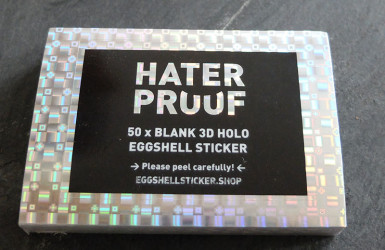 HATER
PRUUF
50 x BLANK 3D HOLO
EGGSHELL STICKER
→ Please peel carefully! ←
EGGSHELLSTICKER.SHOP